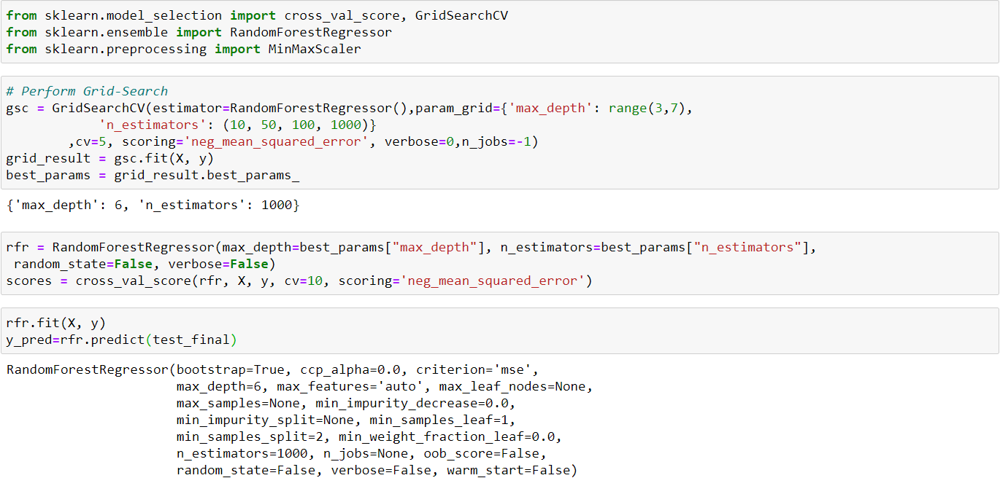 from sklearn.model_selection import cross_val_score, GridSearchCV
from sklearn.ensemble import RandomForestRegressor
from sklearn.preprocessing import MinMaxScaler
# Perform Grid-Search
gsc = GridSearchCV(estimator=RandomForestRegressor(),param_grid={'max_depth': range(3,7),
            'n_estimators': (10, 50, 100, 1000)}
        ,cv=5, scoring='neg_mean_squared_error', verbose=0,n_jobs=-1)
grid_result = gsc.fit(X, y)
best_params = grid_result.best_params_
{'max_depth': 6, 'n_estimators': 1000}
rfr = RandomForestRegressor(max_depth=best_params["max_depth"], n_estimators=best_params["n_estimators"],
 random_state=False, verbose=False)
scores = cross_val_score(rfr, X, y, cv=10, scoring='neg_mean_squared_error')
rfr.fit(X, y)
y_pred=rfr.predict(test_final)
RandomForestRegressor(bootstrap=True, ccp_alpha=0.0, criterion='mse',
                      max_depth=6, max_features='auto', max_leaf_nodes=None,
                      max_samples=None, min_impurity_decrease=0.0,
                      min_impurity_split=None, min_samples_leaf=1,
                      min_samples_split=2, min_weight_fraction_leaf=0.0,
                      n_estimators=1000, n_jobs=None, oob_score=False,
                      random_state=False, verbose=False, warm_start=False)